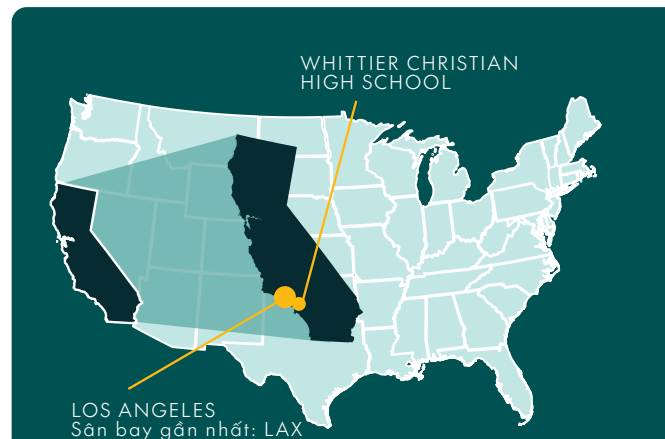 WHITTIER CHRISTIAN
HIGH SCHOOL
LOS ANGELES
Sân bay gần nhất: LAX